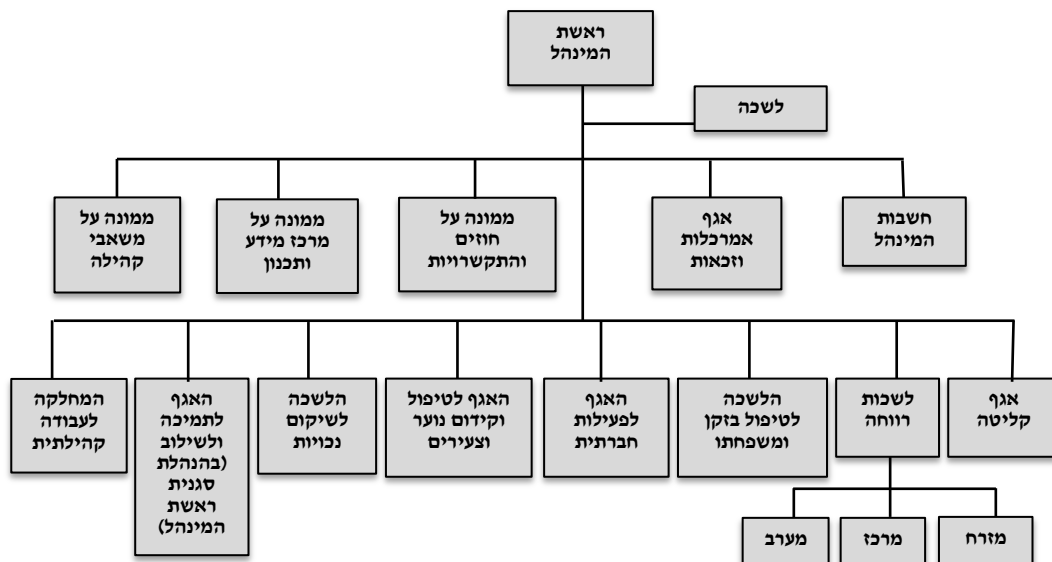 ראשת
המינהל
לשכה
חשבות
המינהל
אגף
אמרכלות
וזכאות
ממונה על
חוזים
והתקשרויות
ממונה על
מרכז מידע
ותכנון
ממונה על
משאבי
קהילה
אגף
קליטה
לשכות
רווחה
הלשכה
לטיפול בזקן
ומשפחתו
האגף
לפעילות
חברתית
האגף לטיפול
וקידום נוער
וצעירים
הלשכה
לשיקום
נכויות
האגף
לתמיכה
ולשילוב
(בהנהלת
סגנית
ראשת
המינהל)
המחלקה
לעבודה
קהילתית
מזרח
מרכז
מערב